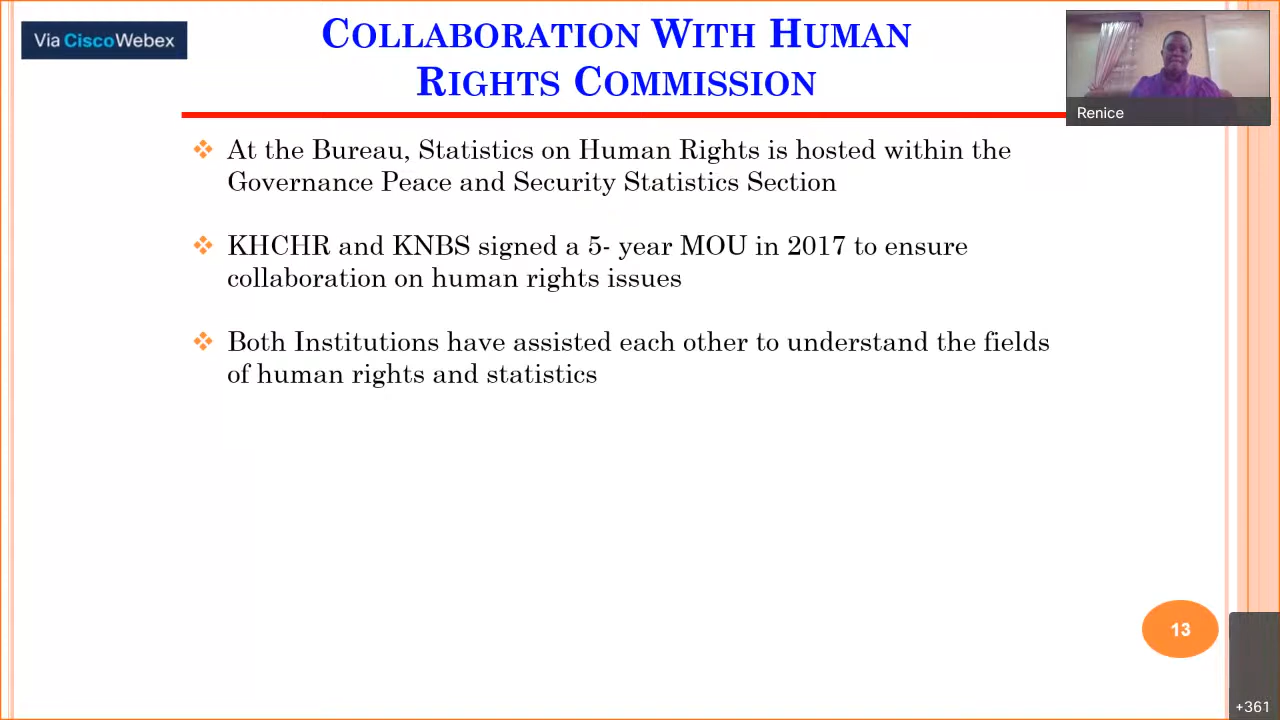 Via CiscoWebex
COLLABORATION WITH HUMAN
RIGHTS COMMISSION
Renice
❖ At the Bureau, Statistics on Human Rights is hosted within the
Governance Peace and Security Statistics Section
❖ KHCHR and KNBS signed a 5- year MOU in 2017 to ensure
collaboration on human rights issues
❖ Both Institutions have assisted each other to understand the fields
of human rights and statistics
13
+361